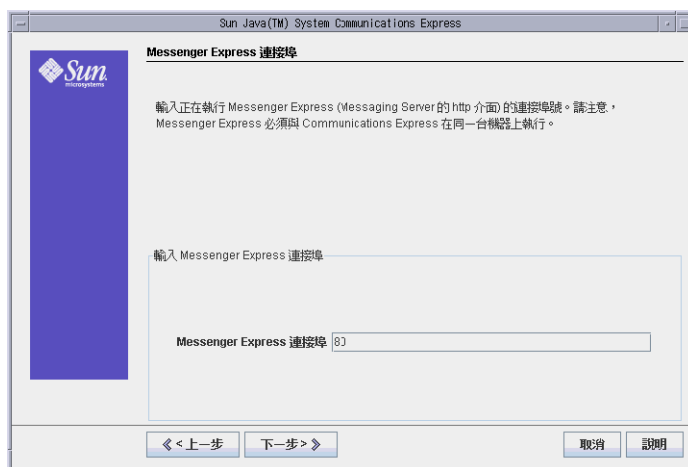 Sun Java(TM) System Communications Express
Sun
microsystems
Messenger Express 連接埠
輸入正在執行 Messenger Express (Messaging Server 的 http 介面) 的連接埠號。請注意，
Messenger Express 必須與 Communications Express 在同一台機器上執行。
輸入 Messenger Express 連接埠
Messenger Express 連接埠 80
< 上一步
下一步 >
取消
說明